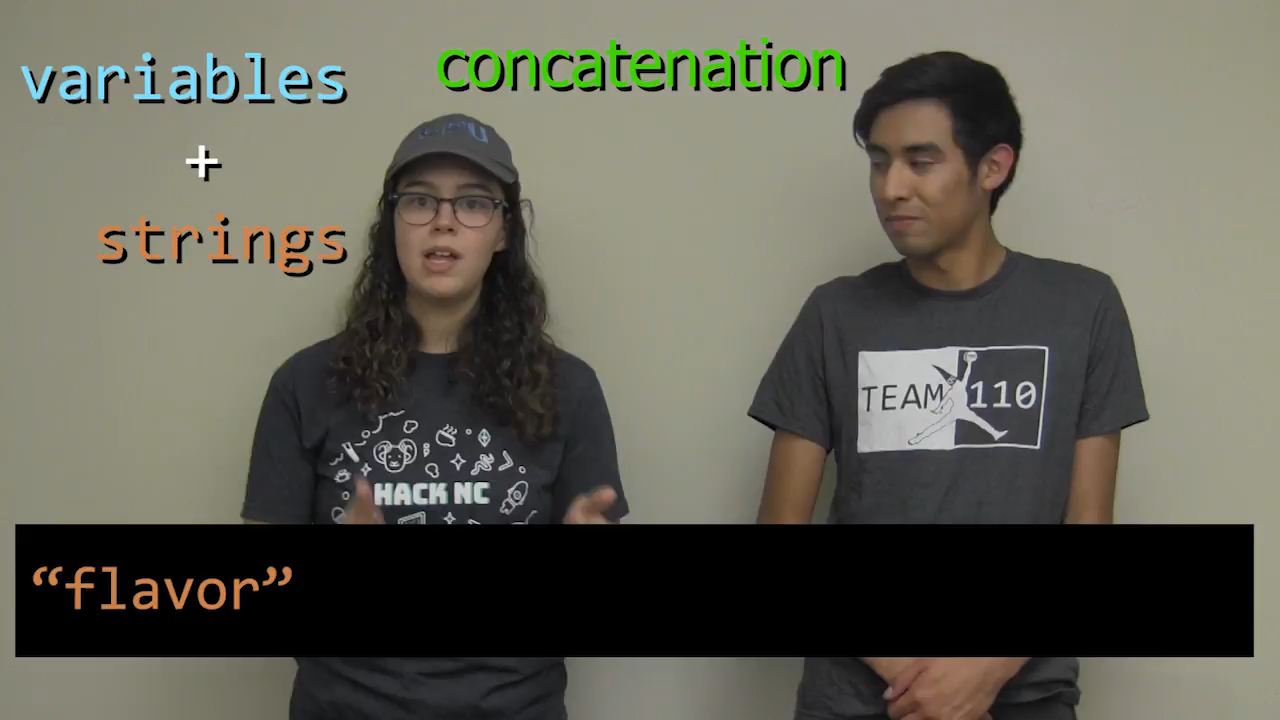 variables
+
strings
concatenation
HACK NC
TEAM 110
“flavor”